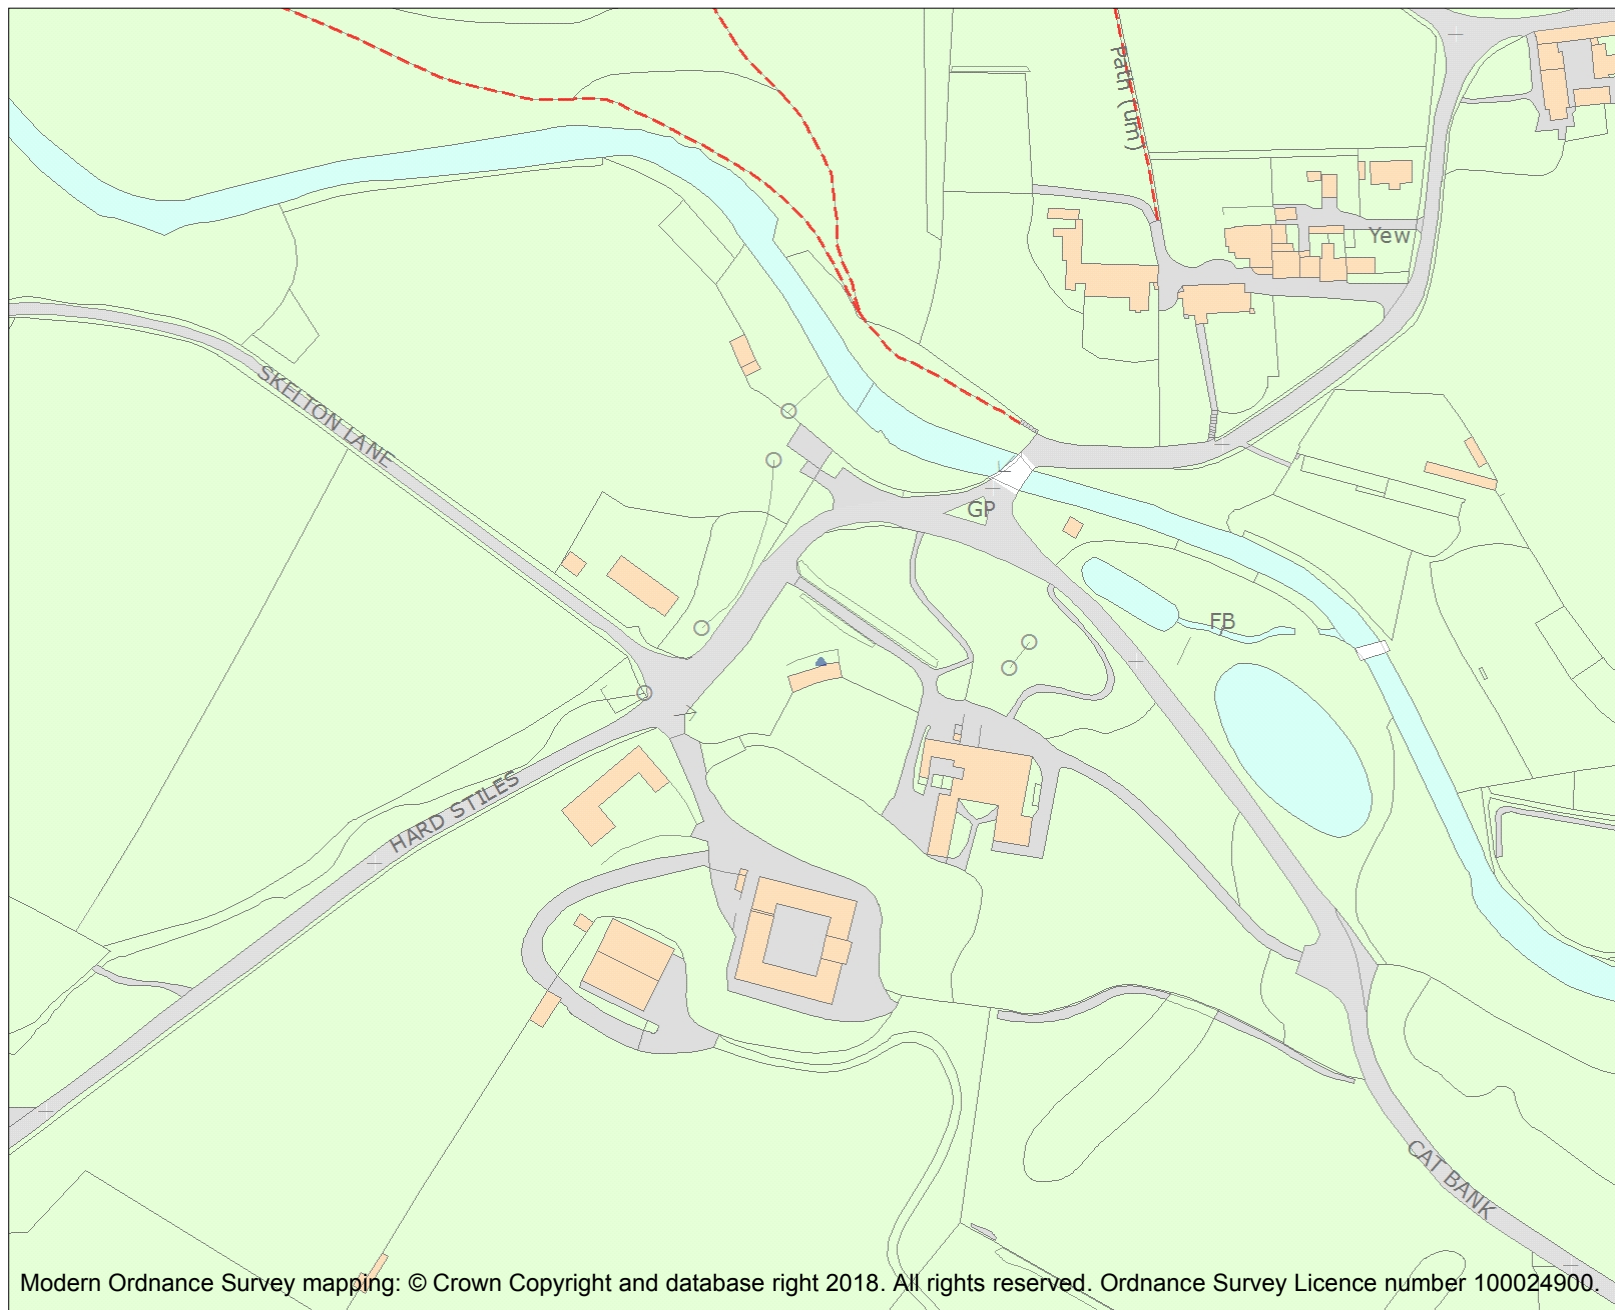 Path (um)
Yew
SKELTON LANE
GP
FB
HARD STILES
CAT BANK
Modern Ordnance Survey mapping: © Crown Copyright and database right 2018. All rights reserved. Ordnance Survey Licence number 100024900.